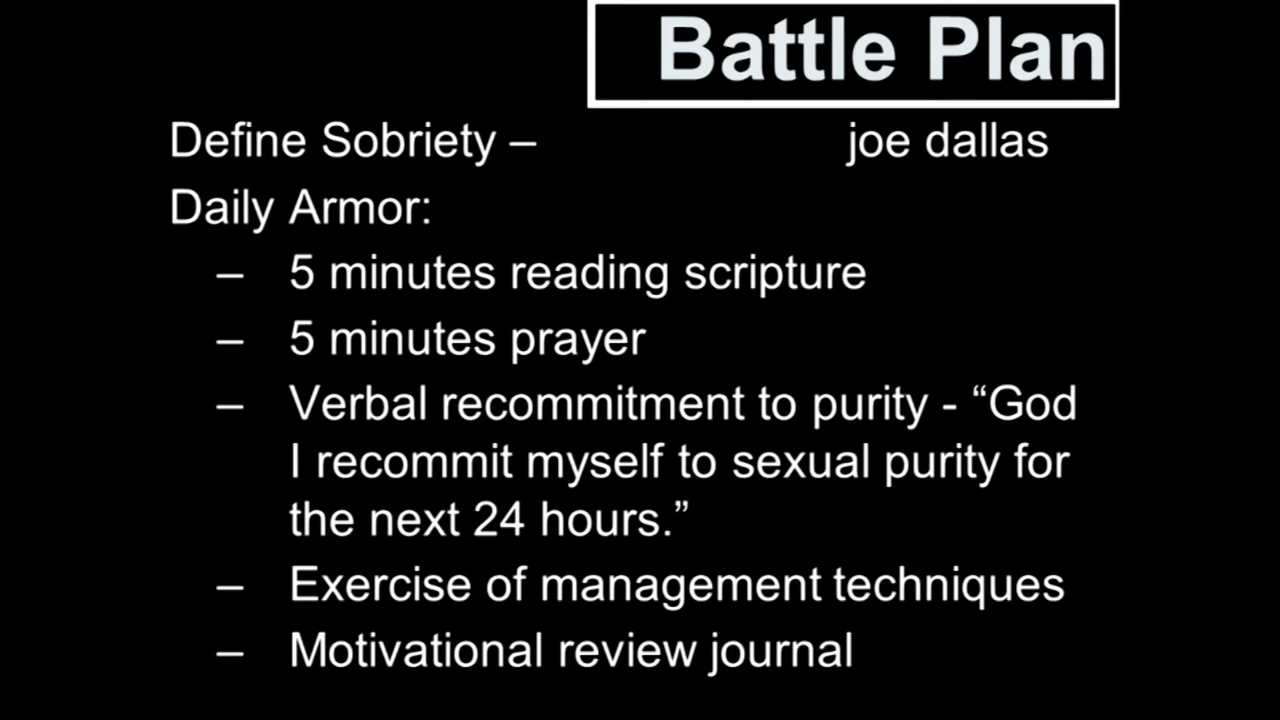 Battle Plan
Define Sobriety – joe dallas
Daily Armor:
– 5 minutes reading scripture
– 5 minutes prayer
– Verbal recommitment to purity - “God
I recommit myself to sexual purity for
the next 24 hours.”
– Exercise of management techniques
– Motivational review journal